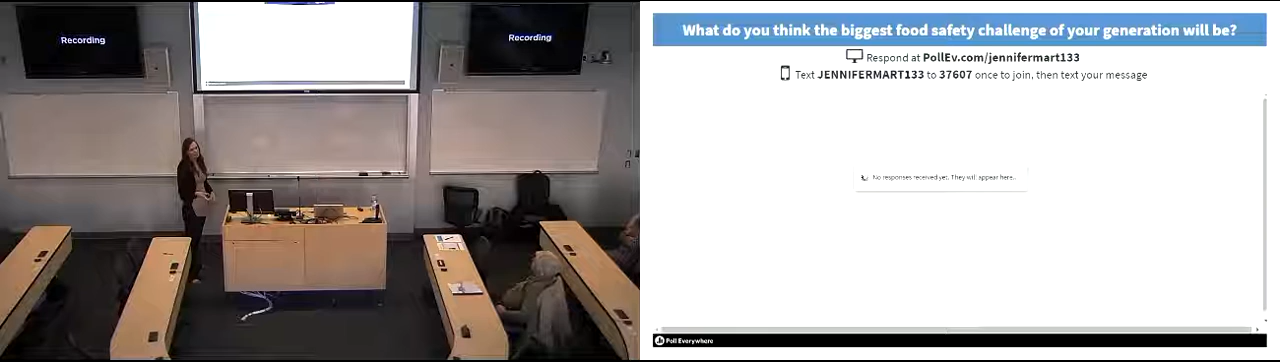 Recording
Recording
What do you think the biggest food safety challenge of your generation will be?
Respond at PollEv.com/jennifermart133
Text JENNIFERMART133 to 37607 once to join, then text your message
No responses received yet. They will appear here...
Poll Everywhere